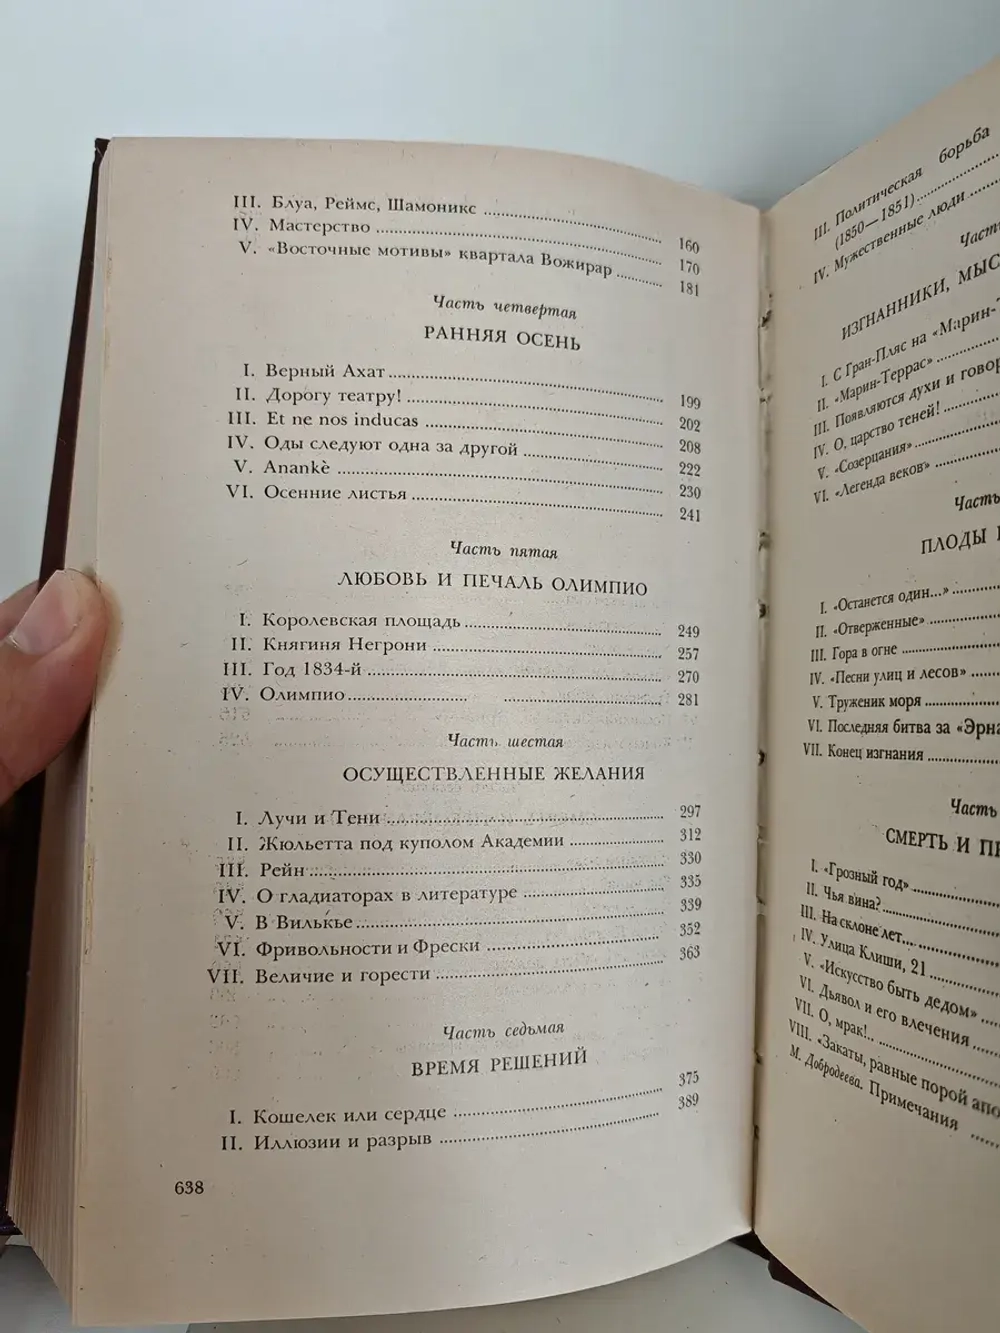 III. Блуа, Реймс, Шамоникс ........ 160
IV. Мастерство ........ 170
V. «Восточные мотивы» квартала Вожирар ........ 181
Часть четвертая
РАННЯЯ ОСЕНЬ
I. Верный Ахат ........ 199
II. Дорогу театру! ........ 202
III. Et ne nos inducas ........ 208
IV. Оды следуют одна за другой ........ 222
V. Anankè ........ 230
VI. Осенние листья ........ 241
Часть пятая
ЛЮБОВЬ И ПЕЧАЛЬ ОЛИМПИО
I. Королевская площадь ........ 249
II. Княгиня Негрони ........ 257
III. Год 1834-й ........ 270
IV. Олимпио ........ 281
Часть шестая
ОСУЩЕСТВЛЕННЫЕ ЖЕЛАНИЯ
I. Лучи и Тени ........ 297
II. Жюльетта под куполом Академии ........ 312
III. Рейн ........ 330
IV. О гладиаторах в литературе ........ 335
V. В Вилькье ........ 339
VI. Фривольности и Фрески ........ 352
VII. Величие и горести ........ 363
Часть седьмая
ВРЕМЯ РЕШЕНИЙ
I. Кошелек или сердце ........ 375
II. Иллюзии и разрыв ........ 389
638
III. Политическая борьба
(1850—1851) ........
IV. Мужественные люди ........
Часть
ИЗГНАННИКИ,
I. С Гран-Пляс на «Марин-
II. «Марин-Террас» ........
III. Появляются духи и
IV. О, царство теней! ........
V. «Созерцания» ........
VI. «Легенда веков» ........
Часть
ПЛОДЫ
I. «Останется один...» ........
II. «Отверженные» ........
III. Гора в огне ........
IV. «Песни улиц и лесов» ........
V. Труженик моря ........
VI. Последняя битва за
VII. Конец изгнания ........
Часть
СМЕРТЬ И
I. «Грозный год» ........
II. Чья вина? ........
III. На склоне лет... ........
IV. Улица Клиши, 21 ........
V. «Искусство быть дедом» ........
VI. Дьявол и его влечения ........
VII. О, мрак!.. ........
VIII. «Закаты, равные порой
М. Добродеева. Примечания ........